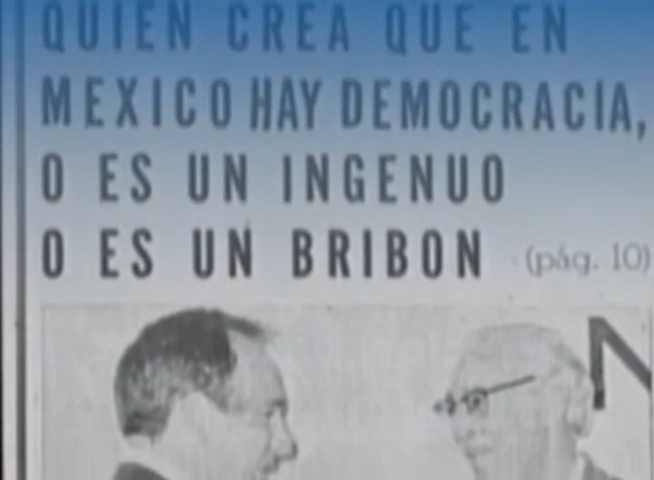 QUIEN CREA QUE EN
MEXICO HAY DEMOCRACIA,
O ES UN INGENUO
O ES UN BRIBON (pág. 10)
N